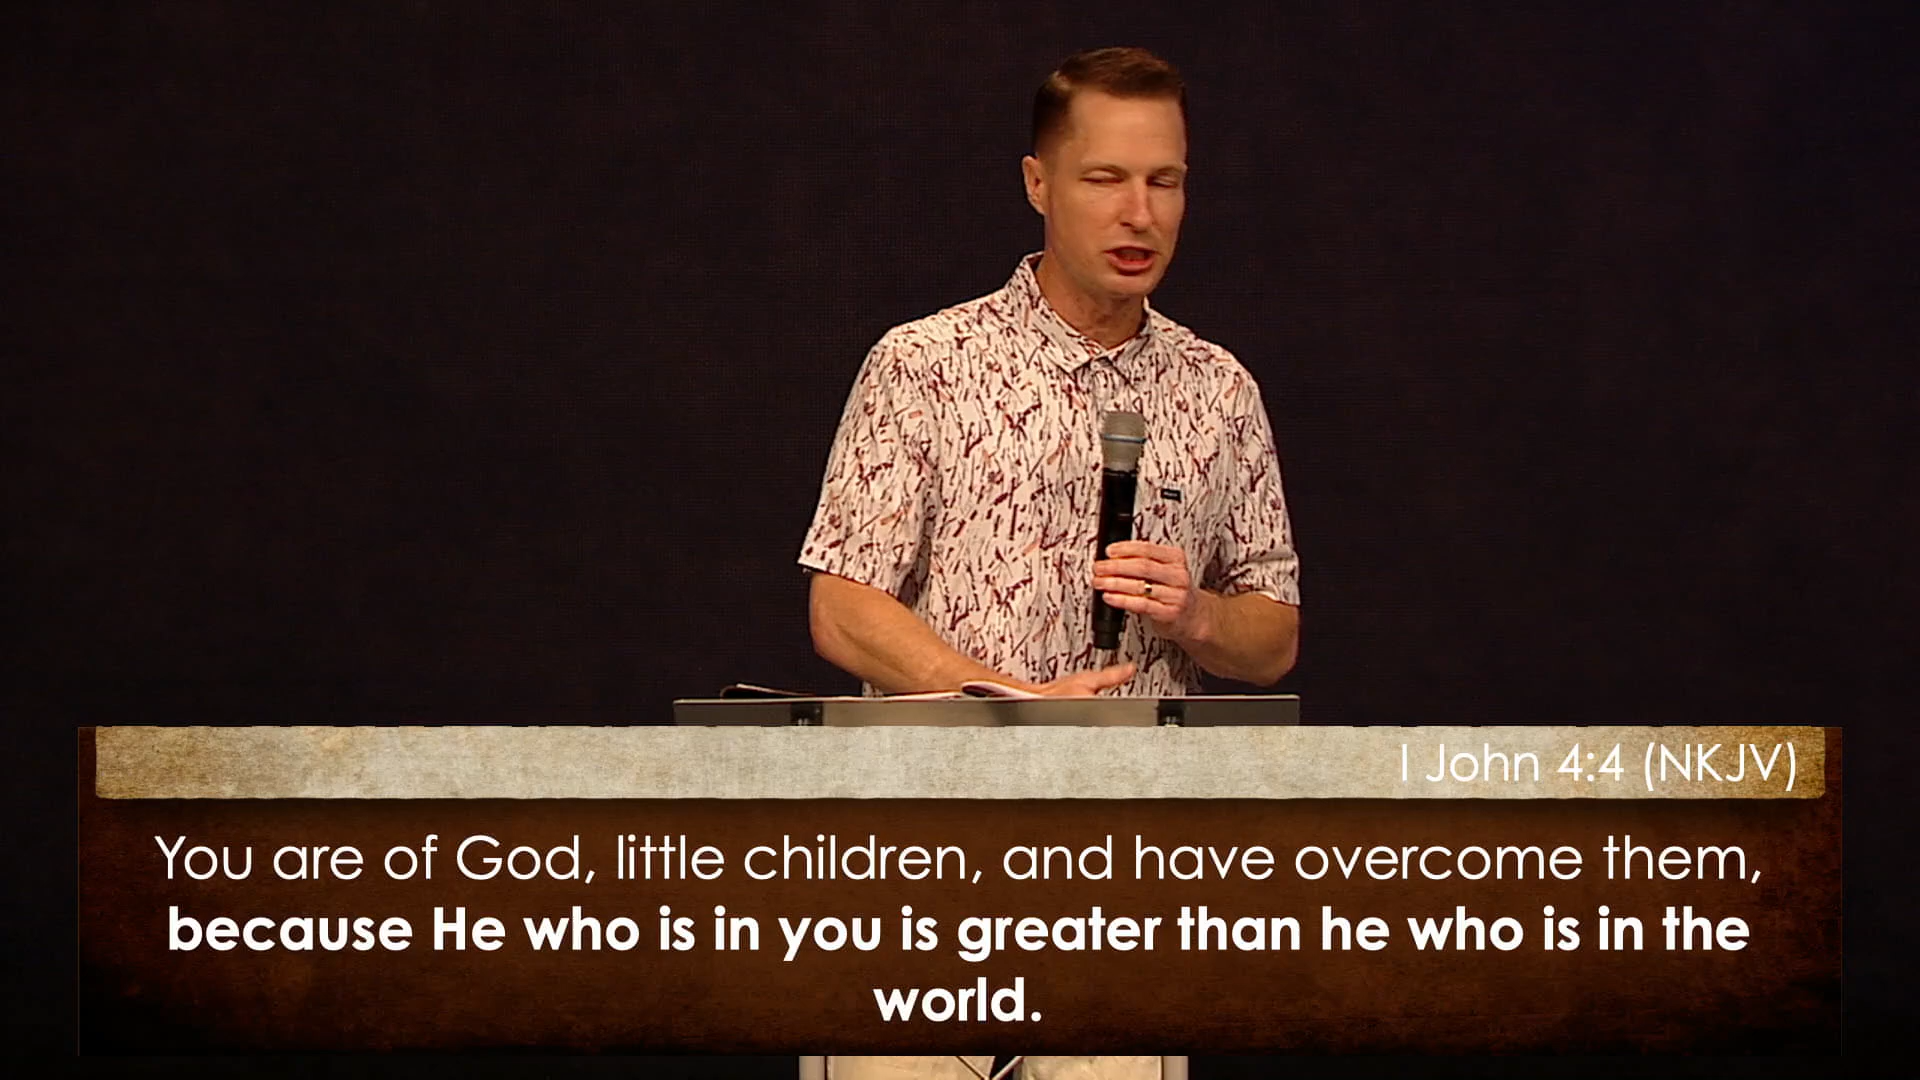 I John 4:4 (NKJV)
You are of God, little children, and have overcome them,
because He who is in you is greater than he who is in the
world.